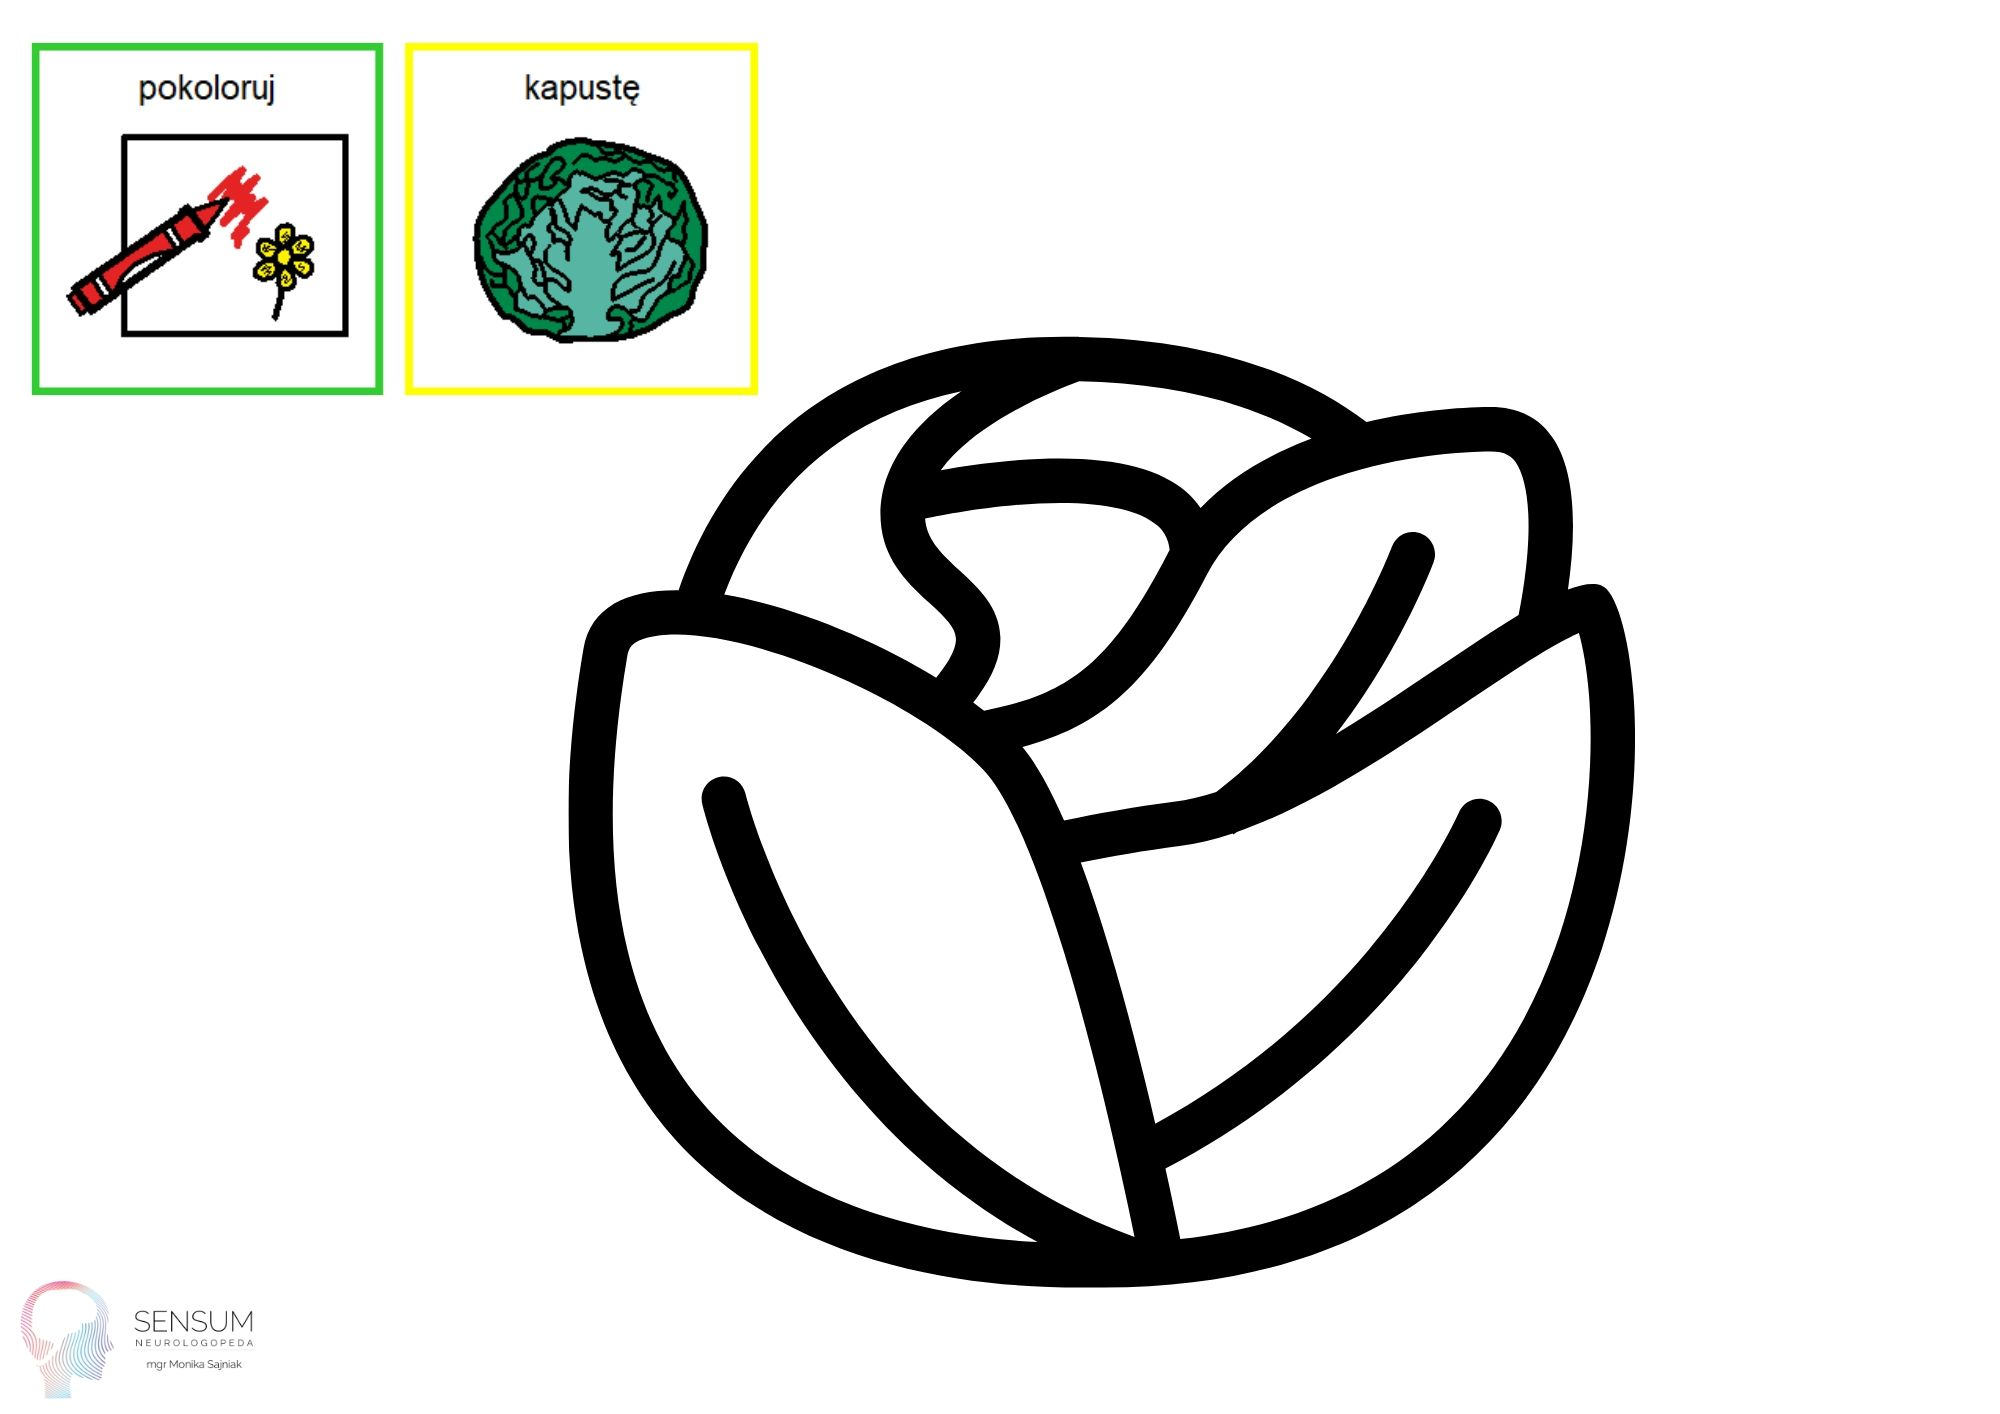 pokoloruj
kapustę
SENSUM
NEUROLOGOPEDA
mgr Monika Sajniak